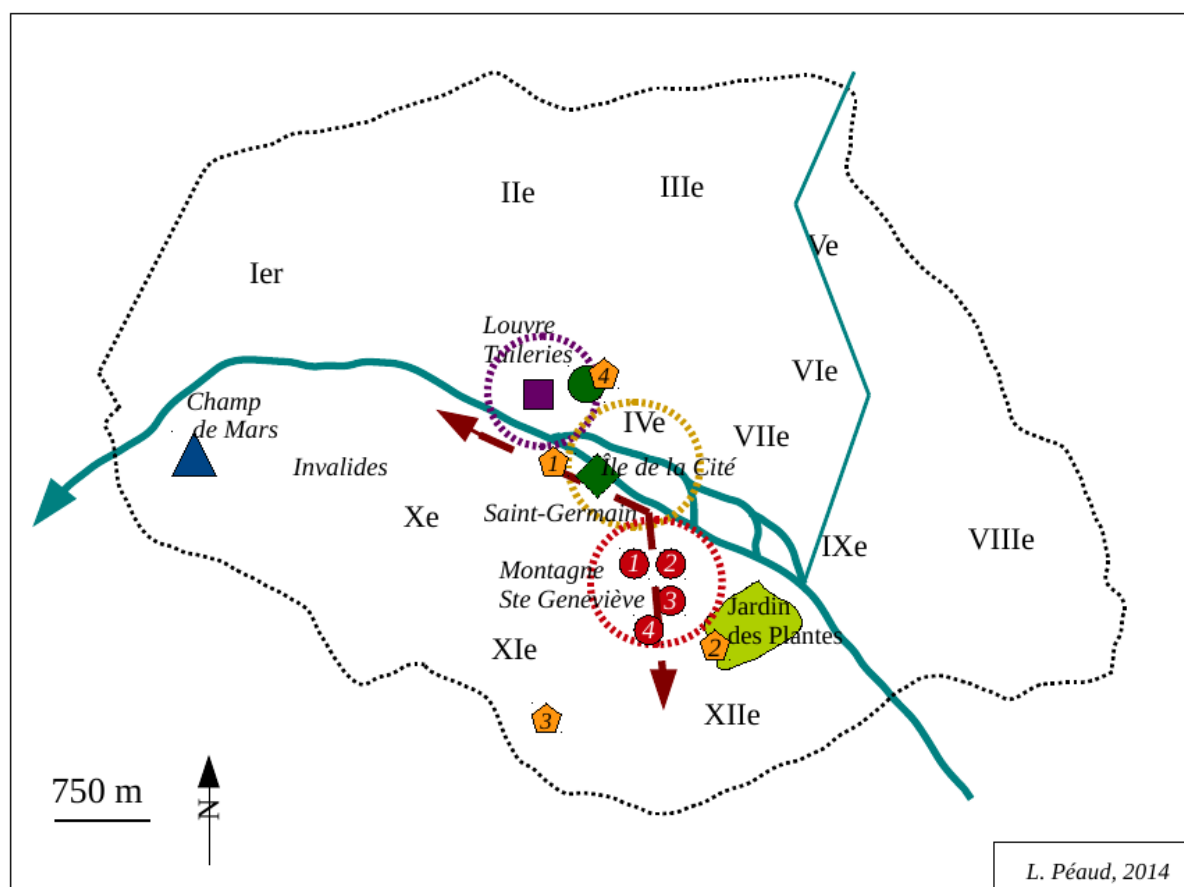 IIe
IIIe
Ve
Ier
Louvre
Tuileries
VIe
4
Champ
de Mars
IVe
VIIe
Invalides
1
Île de la Cité
Xe
Saint-Germain
IXe
VIIIe
Montagne
Ste Geneviève
1
2
3
4
Jardin
des Plantes
2
XIe
3
XIIe
750 m
N
L. Péaud, 2014